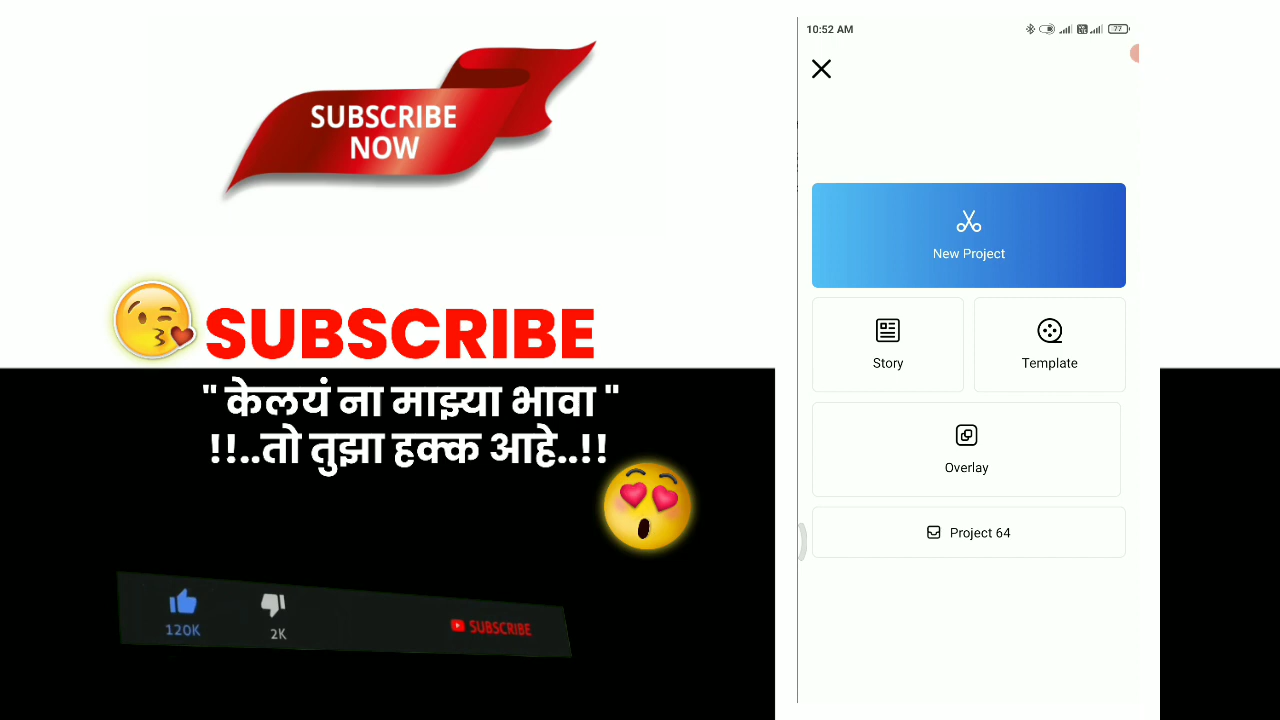 SUBSCRIBE
NOW
SUBSCRIBE
" केलयं ना माझ्या भावा "
!!..तो तुझा हक्क आहे..!!
120K
2K
SUBSCRIBE
10:52 AM
77
New Project
Story
Template
Overlay
Project 64